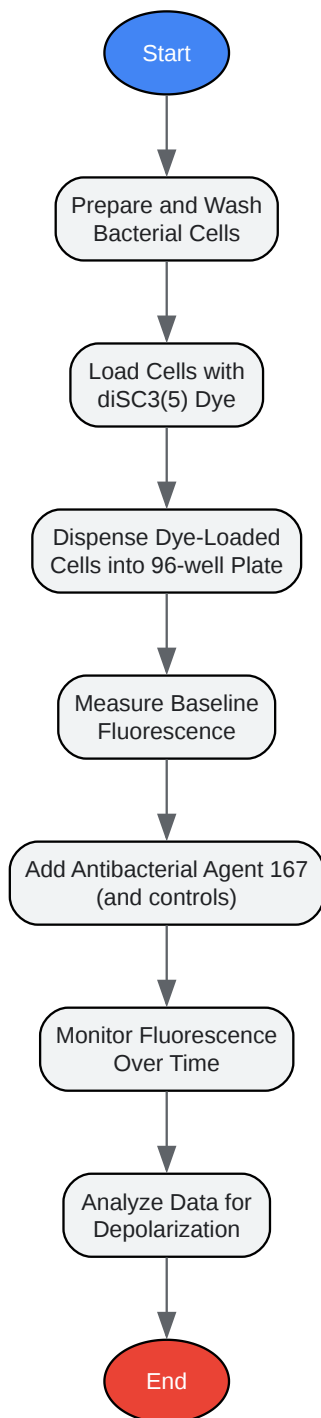 Start
Prepare and Wash
Bacterial Cells
Load Cells with
diSC3(5) Dye
Dispense Dye-Loaded
Cells into 96-well Plate
Measure Baseline
Fluorescence
Add Antibacterial Agent 167
(and controls)
Monitor Fluorescence
Over Time
Analyze Data for
Depolarization
End